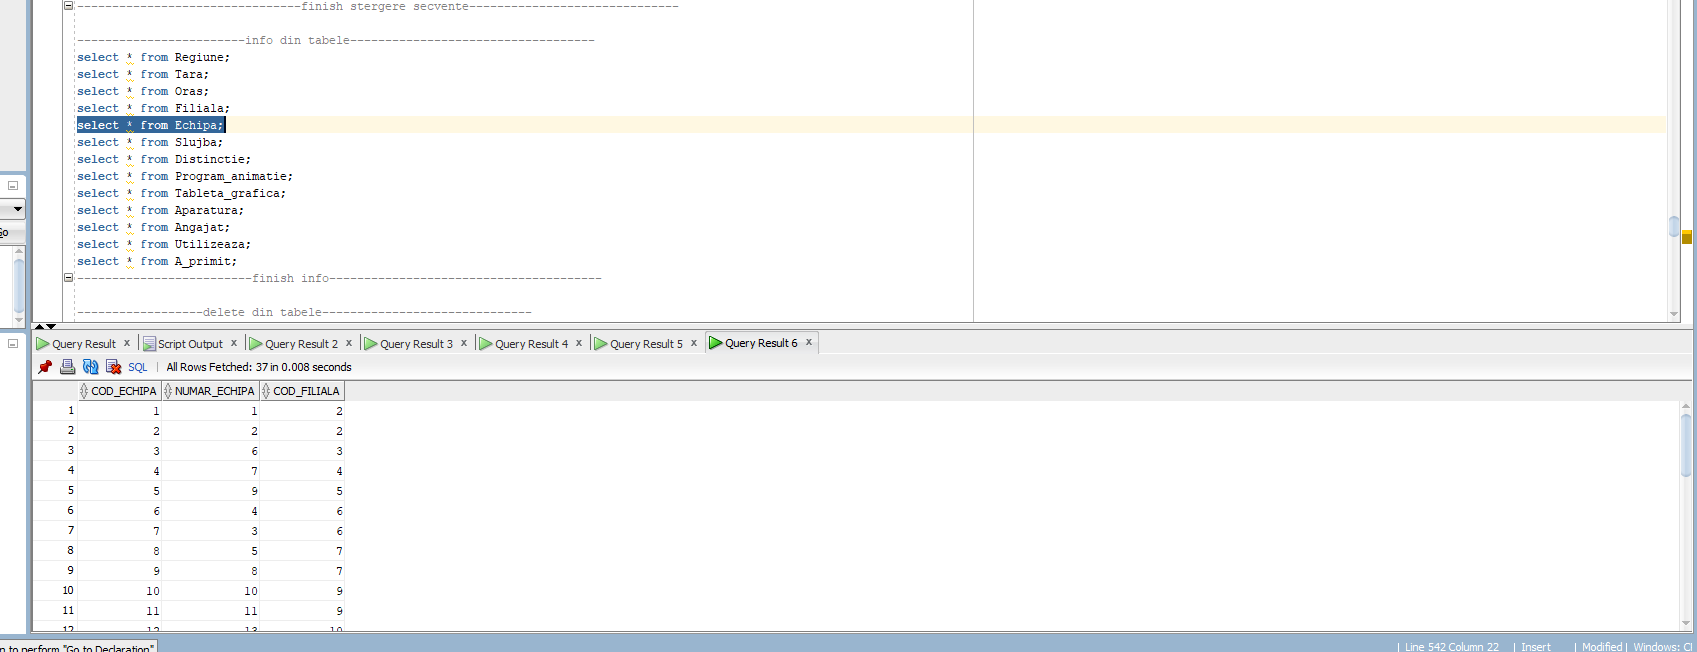 --------------------------------finish stergere secvente------------------------------
------------------------info din tabele-----------------------------------
select * from Regiune;
select * from Tara;
select * from Oras;
select * from Filiala;
select * from Echipa;
select * from Slujba;
select * from Distinctie;
select * from Program_animatie;
select * from Tableta_grafica;
select * from Aparatura;
select * from Angajat;
select * from Utilizeaza;
select * from A_primit;
-------------------------finish info---------------------------------------
------------------delete din tabele------------------------------
Go
Query Result x Script Output x Query Result 2 x Query Result 3 x Query Result 4 x Query Result 5 x Query Result 6 x
SQL | All Rows Fetched: 37 in 0.008 seconds
COD_ECHIPA NUMAR_ECHIPA COD_FILIALA
1 1 1 2
2 2 2 2
3 3 6 3
4 4 7 4
5 5 9 5
6 6 4 6
7 7 3 6
8 8 5 7
9 9 8 7
10 10 10 9
11 11 11 9
12 12 13 10
n to perform "Go to Declaration"
| Line 542 Column 22 | Insert | Modified | Windows: C